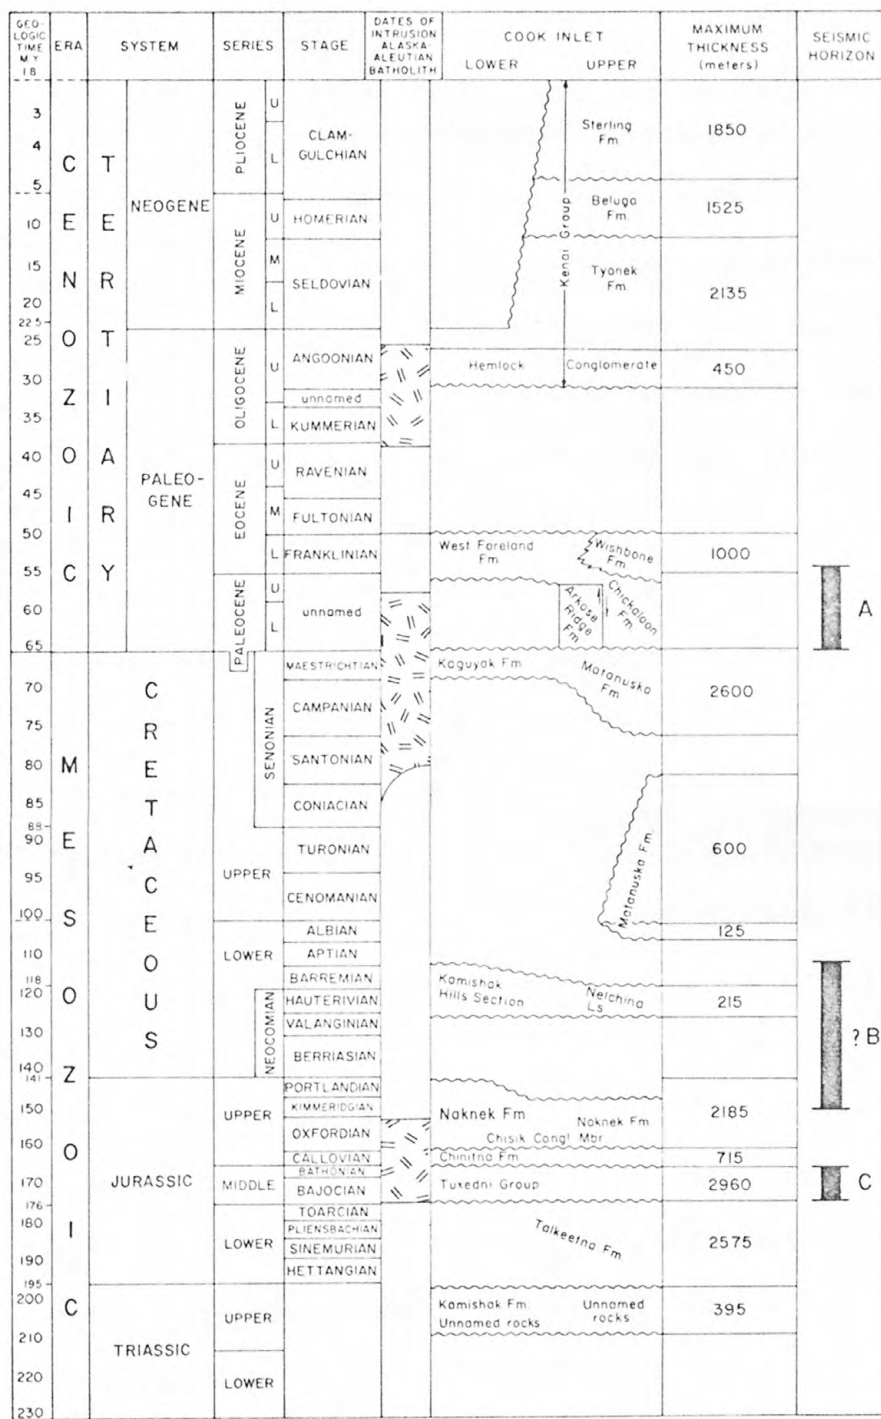 GEO-
LOGIC
TIME
M Y
I B
ERA
SYSTEM
SERIES
STAGE
DATES OF
INTRUSION
ALASKA-
ALEUTIAN
BATHOLITH
COOK INLET
LOWER UPPER
MAXIMUM
THICKNESS
(meters)
SEISMIC
HORIZON
3
4
5
10
15
20
22.5
25
30
35
40
45
50
55
60
65
70
75
80
85
88
90
95
100
110
118
120
130
140
141
150
160
170
176
180
190
195
200
210
220
230
CENOZOIC
MESOZOIC
TERTIARY
NEOGENE
PALEO-
GENE
CRETACEOUS
JURASSIC
TRIASSIC
PLIOCENE
U
L
MIOCENE
U
M
L
OLIGOCENE
U
L
EOCENE
U
M
L
PALEOCENE
U
L
SENONIAN
UPPER
LOWER
NEOCOMIAN
UPPER
MIDDLE
LOWER
UPPER
LOWER
CLAM-
GULCHIAN
HOMERIAN
SELDOVIAN
ANGOONIAN
unnamed
KUMMERIAN
RAVENIAN
FULTONIAN
FRANKLINIAN
unnamed
MAESTRICHTIAN
CAMPANIAN
SANTONIAN
CONIACIAN
TURONIAN
CENOMANIAN
ALBIAN
APTIAN
BARREMIAN
HAUTERIVIAN
VALANGINIAN
BERRIASIAN
PORTLANDIAN
KIMMERIDGIAN
OXFORDIAN
CALLOVIAN
BATHONIAN
BAJOCIAN
TOARCIAN
PLIENSBACHIAN
SINEMURIAN
HETTANGIAN
Kenai Group
Sterling
Fm
Beluga
Fm.
Tyonek
Fm
Hemlock Conglomerate
West Foreland
Fm
Wishbone
Fm
Arkose
Ridge
Fm
Chickaloon
Fm
Kaguyak Fm
Matanuska
Fm
Matanuska Fm.
Kamishak
Hills Section
Nelchina
Ls
Naknek Fm
Naknek Fm
Chisik Congl Mbr
Chinitna Fm
Tuxedni Group
Talkeetna Fm
Kamishak Fm.
Unnamed rocks
Unnamed
rocks
1850
1525
2135
450
1000
2600
600
125
215
2185
715
2960
2575
395
A
? B
C